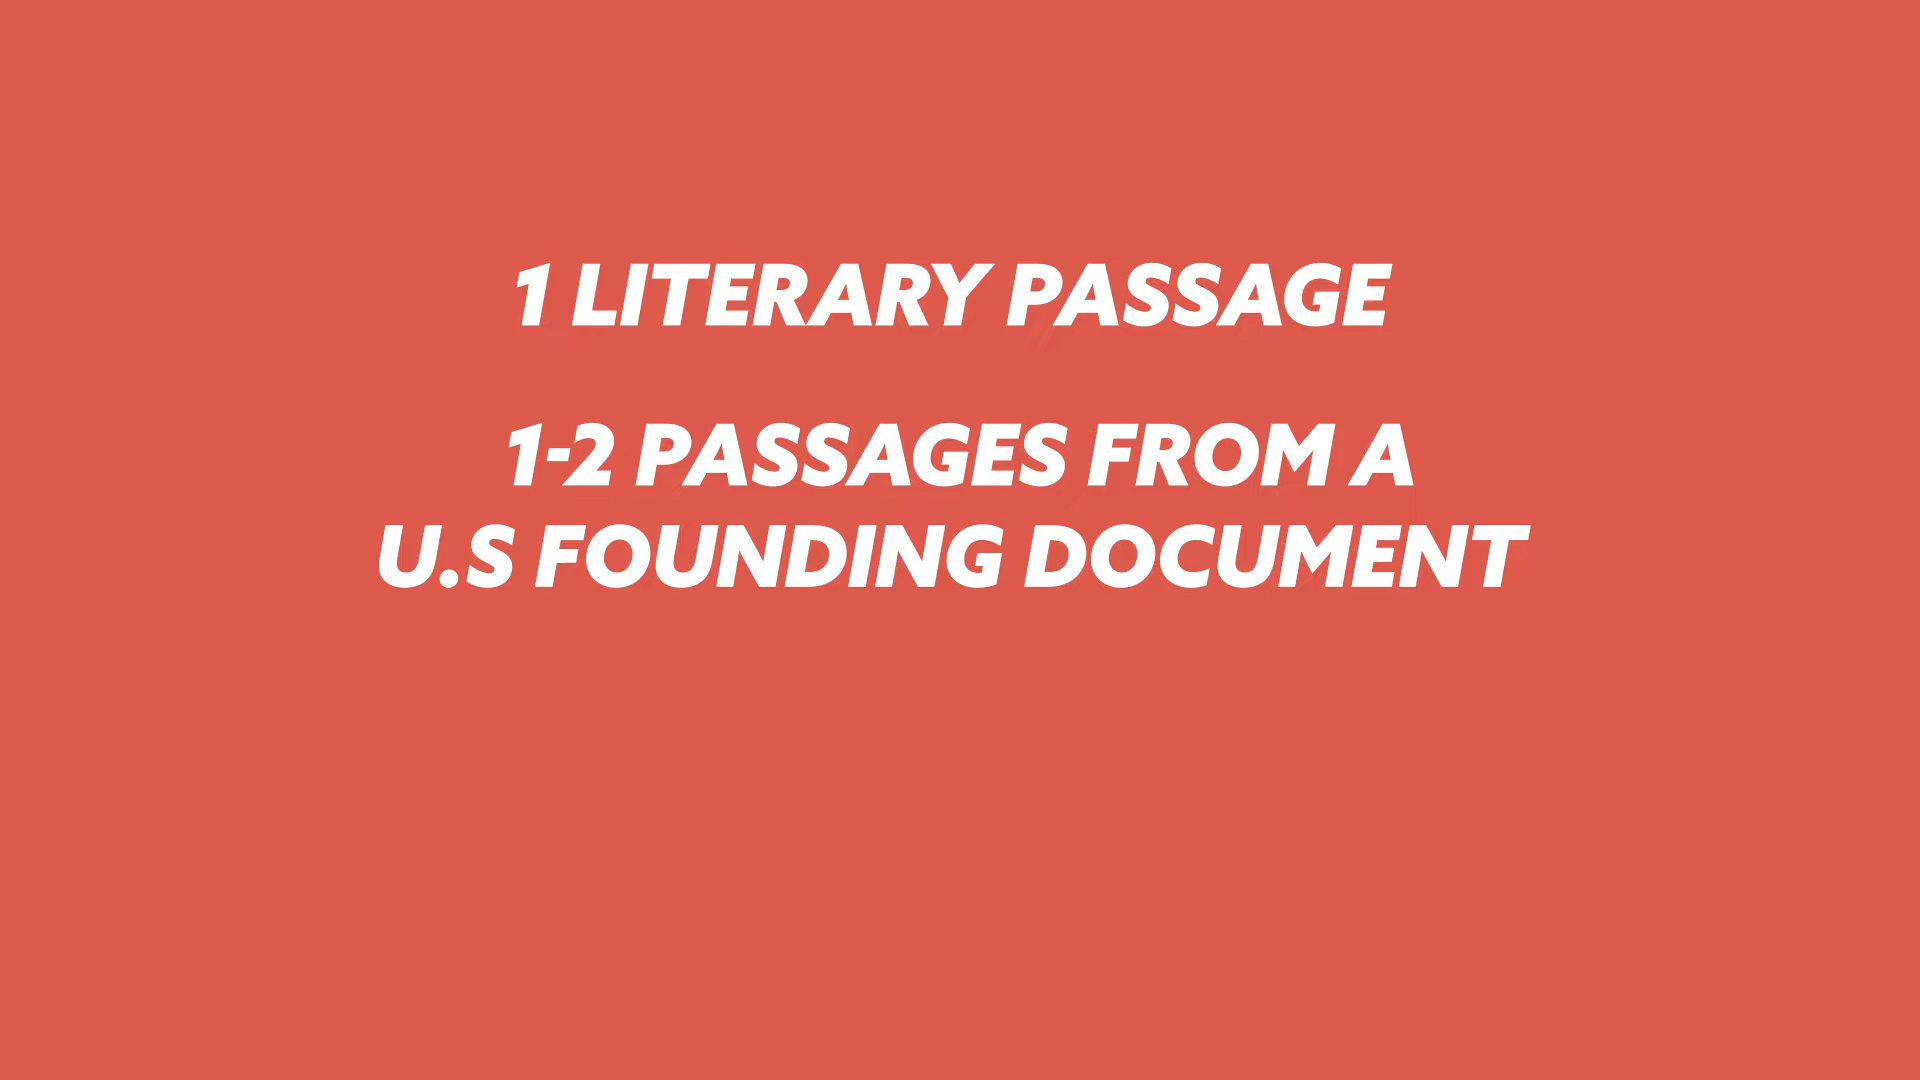 1 LITERARY PASSAGE
1-2 PASSAGES FROM A
U.S FOUNDING DOCUMENT